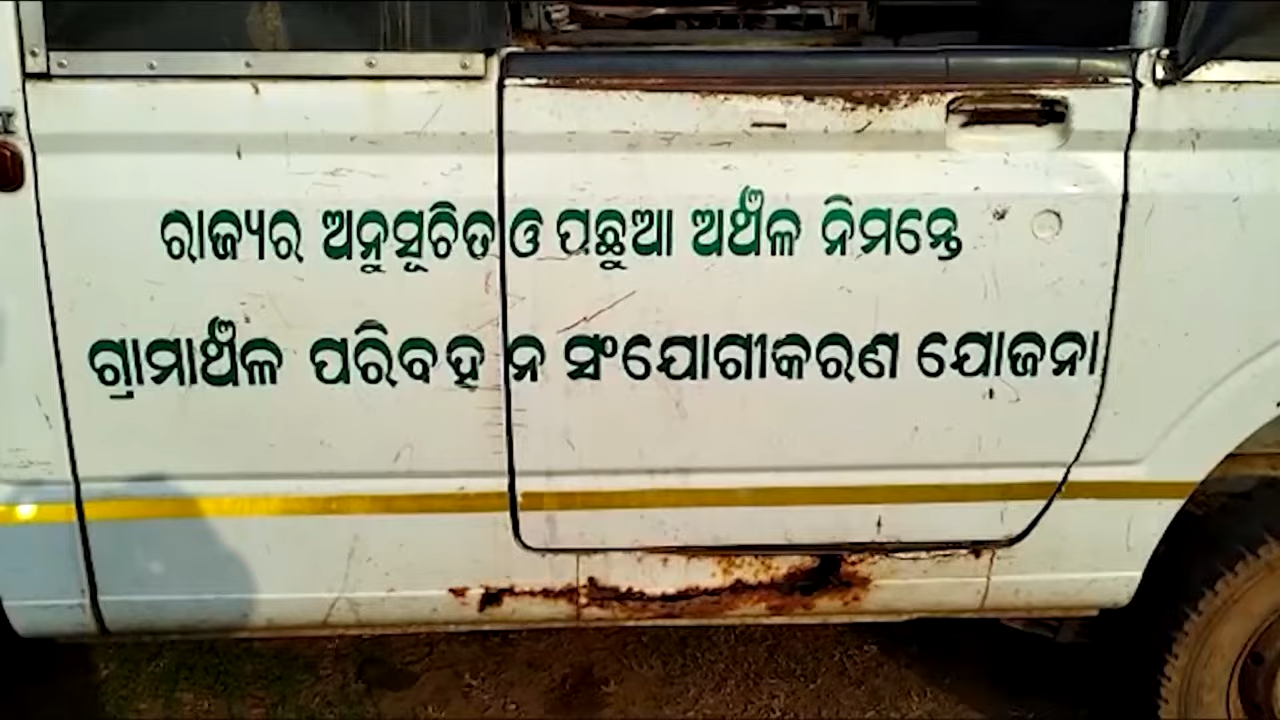 ରାଜ୍ୟର ଅନୁସୂଚିତ ଓ ପଛୁଆ ଅଞ୍ଚଳ ନିମନ୍ତେ
ଗ୍ରାମାଞ୍ଚଳ ପରିବହନ ସଂଯୋଗୀକରଣ ଯୋଜନା